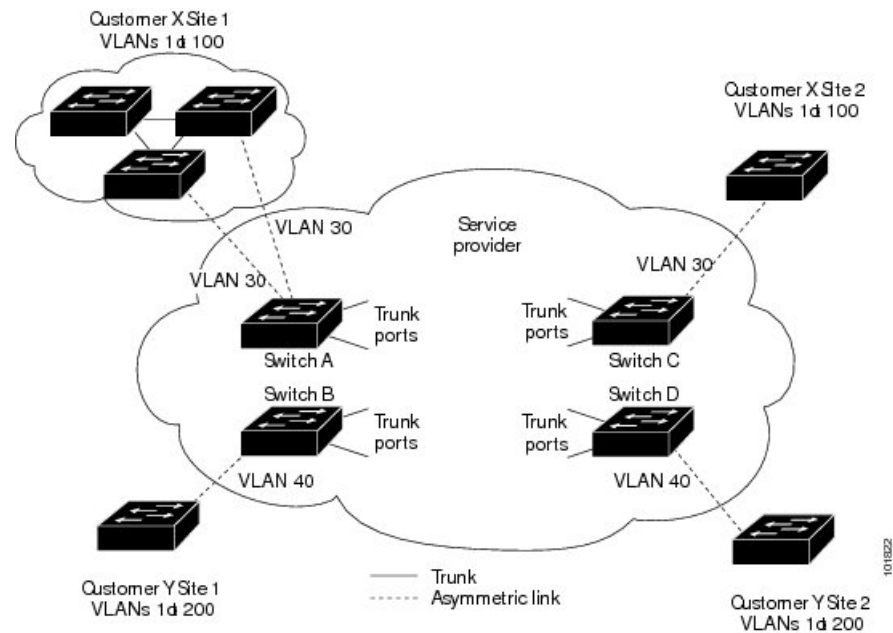 Customer X Site 1
VLANs 1 to 100
Customer X Site 2
VLANs 1 to 100
VLAN 30
Service
provider
VLAN 30
VLAN 30
Trunk
ports
Trunk
ports
Switch A
Switch C
Switch B
Switch D
Trunk
ports
Trunk
ports
VLAN 40
VLAN 40
Customer Y Site 1
VLANs 1 to 200
Trunk
Asymmetric link
Customer Y Site 2
VLANs 1 to 200
101822